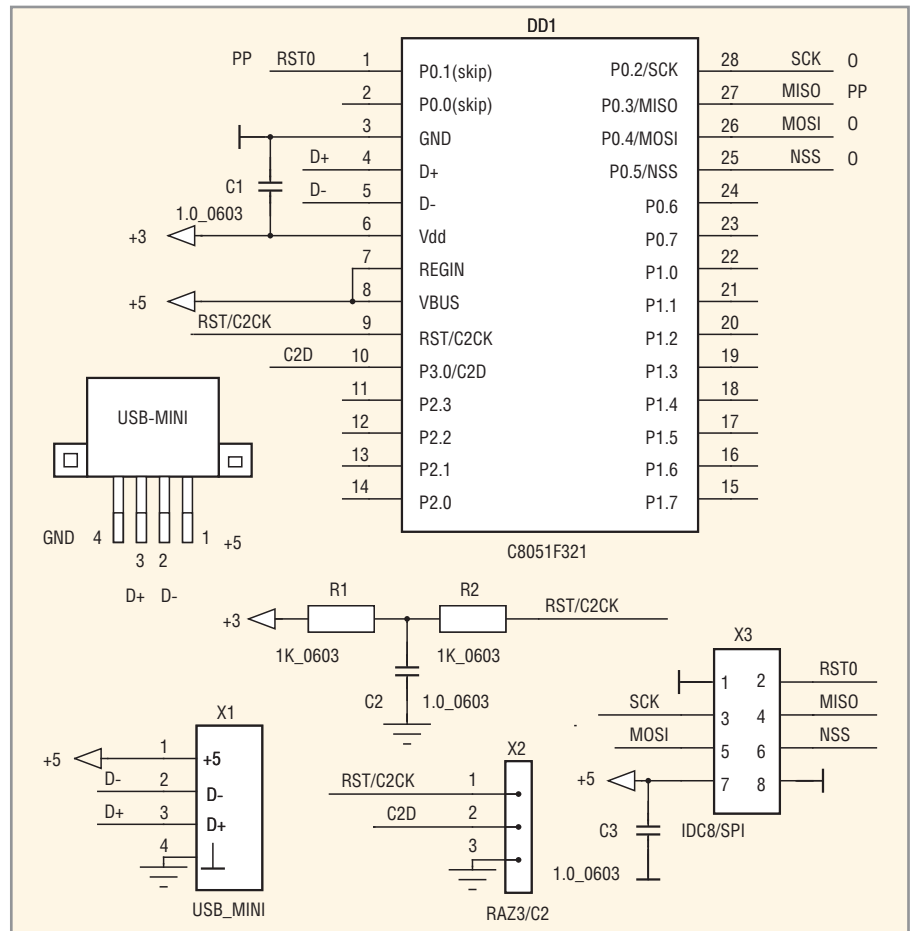 DD1
PP RST0 1 P0.1(skip) P0.2/SCK 28 SCK O
2 P0.0(skip) P0.3/MISO 27 MISO PP
3 GND P0.4/MOSI 26 MOSI O
D+ 4 D+ P0.5/NSS 25 NSS O
C1 D- 5 D- P0.6 24
1.0_0603
+3 6 Vdd P0.7 23
7 REGIN P1.0 22
+5 8 VBUS P1.1 21
RST/C2CK 9 RST/C2CK P1.2 20
C2D 10 P3.0/C2D P1.3 19
11 P2.3 P1.4 18
12 P2.2 P1.5 17
13 P2.1 P1.6 16
14 P2.0 P1.7 15
C8051F321
USB-MINI
GND 4 1 +5
3 2
D+ D-
R1 R2
+3 RST/C2CK
1K_0603 1K_0603
C2 1.0_0603
X3
1 2 RST0
SCK 3 4 MISO
MOSI 5 6 NSS
+5 7 8
C3 IDC8/SPI
1.0_0603
X1
+5 1 +5
D- 2 D-
D+ 3 D+
4
USB_MINI
X2
RST/C2CK 1
C2D 2
3
RAZ3/C2